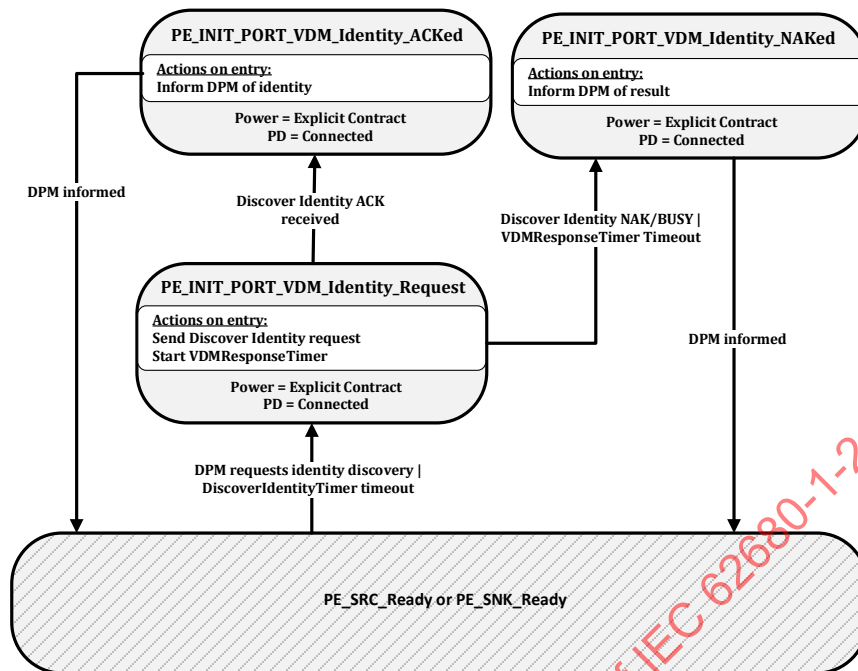 PE_INIT_PORT_VDM_Identity_ACKed
Actions on entry:
Inform DPM of identity
Power = Explicit Contract
PD = Connected
PE_INIT_PORT_VDM_Identity_NAKed
Actions on entry:
Inform DPM of result
Power = Explicit Contract
PD = Connected
DPM informed
Discover Identity ACK
received
Discover Identity NAK/BUSY |
VDMResponseTimer Timeout
PE_INIT_PORT_VDM_Identity_Request
Actions on entry:
Send Discover Identity request
Start VDMResponseTimer
Power = Explicit Contract
PD = Connected
DPM informed
DPM requests identity discovery |
DiscoverIdentityTimer timeout
PE_SRC_Ready or PE_SNK_Ready
IEC 62680-1-2